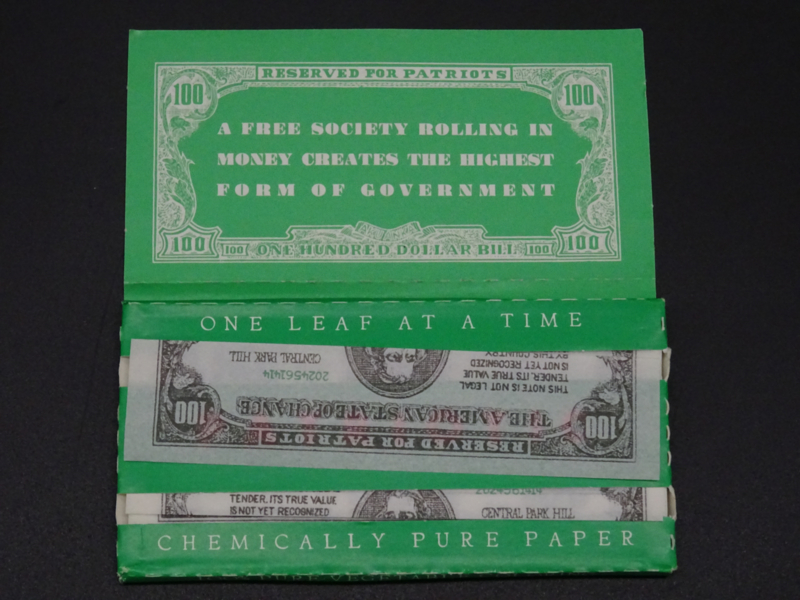 RESERVED FOR PATRIOTS
100 100
A FREE SOCIETY ROLLING IN
MONEY CREATES THE HIGHEST
FORM OF GOVERNMENT
100 100 ONE HUNDRED DOLLAR BILL 100 100
ONE LEAF AT A TIME
RESERVED FOR PATRIOTS
100 THE AMERICAN STATE OF CHANCE 100
THIS NOTE IS NOT LEGAL
TENDER, ITS TRUE VALUE
IS NOT YET RECOGNIZED
BY THIS COUNTRY
2024561414
CENTRAL PARK HILL
TENDER, ITS TRUE VALUE
IS NOT YET RECOGNIZED
2024561414
CENTRAL PARK HILL
CHEMICALLY PURE PAPER